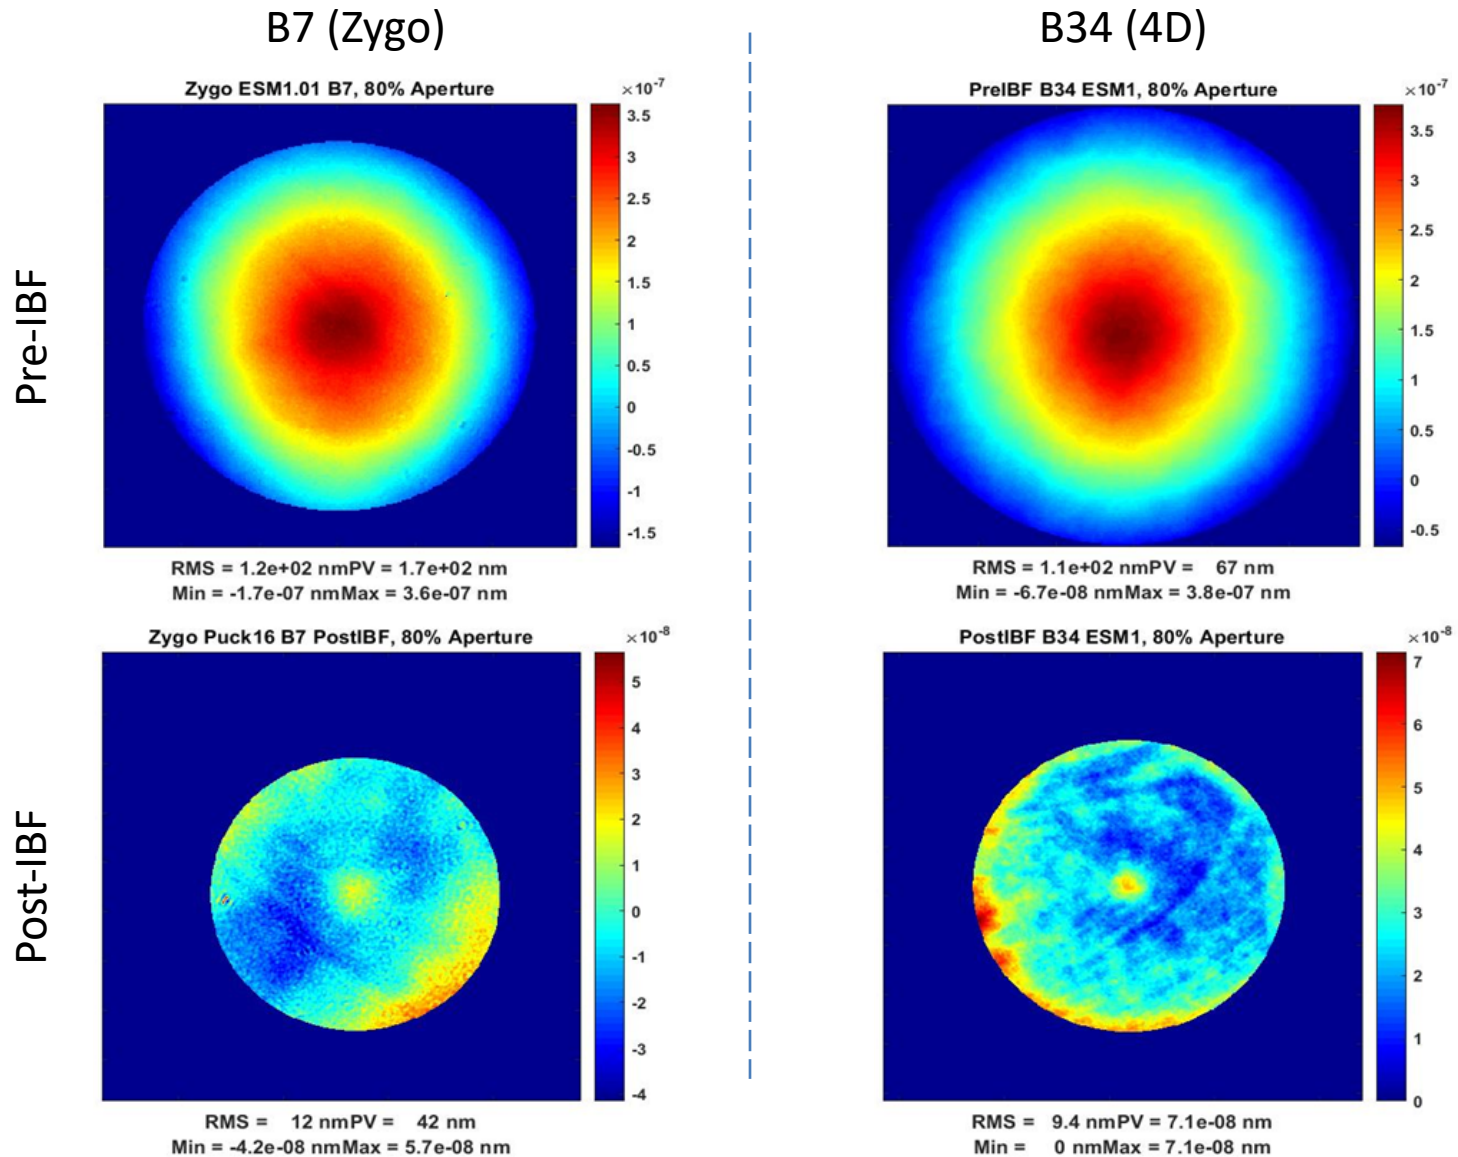 B7 (Zygo)
B34 (4D)
Pre-IBF
Zygo ESM1.01 B7, 80% Aperture
×10-7
3.5
3
2.5
2
1.5
1
0.5
0
-0.5
-1
-1.5
RMS = 1.2e+02 nmPV = 1.7e+02 nm
Min = -1.7e-07 nmMax = 3.6e-07 nm
PreIBF B34 ESM1, 80% Aperture
×10-7
3.5
3
2.5
2
1.5
1
0.5
0
-0.5
RMS = 1.1e+02 nmPV = 67 nm
Min = -6.7e-08 nmMax = 3.8e-07 nm
Post-IBF
Zygo Puck16 B7 PostIBF, 80% Aperture
×10-8
5
4
3
2
1
0
-1
-2
-3
-4
RMS = 12 nmPV = 42 nm
Min = -4.2e-08 nmMax = 5.7e-08 nm
PostIBF B34 ESM1, 80% Aperture
×10-8
7
6
5
4
3
2
1
0
RMS = 9.4 nmPV = 7.1e-08 nm
Min = 0 nmMax = 7.1e-08 nm